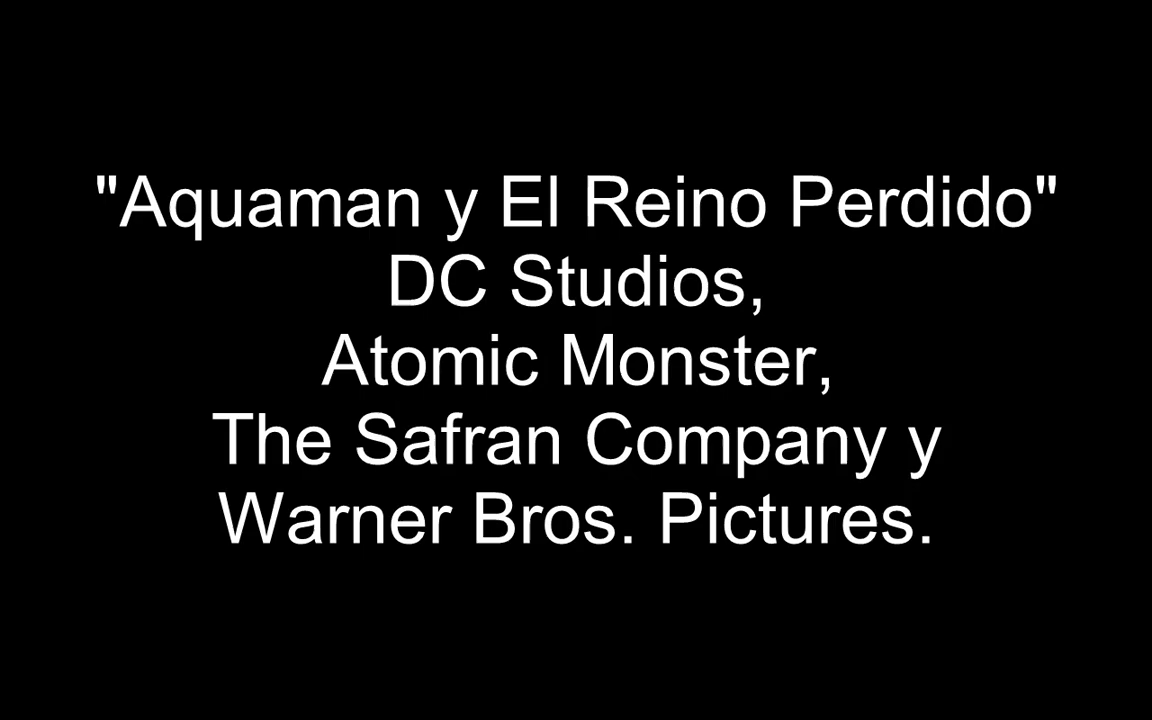 "Aquaman y El Reino Perdido"
DC Studios,
Atomic Monster,
The Safran Company y
Warner Bros. Pictures.